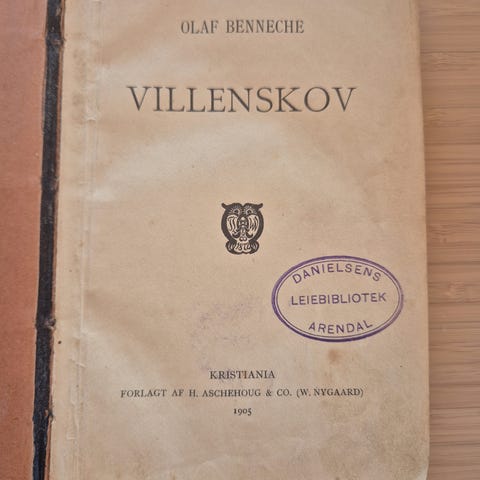 OLAF BENNECHE
VILLENSKOV
DANIELSENS
LEIEBIBLIOTEK
ARENDAL
KRISTIANIA
FORLAGT AF H. ASCHEHOUG & CO. (W. NYGAARD)
1905